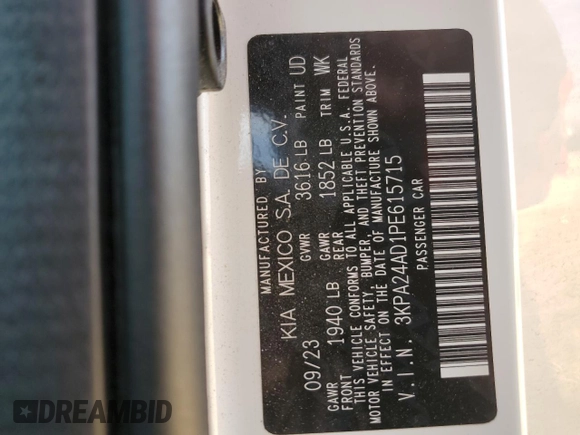 MANUFACTURED BY
KIA MEXICO S.A. DE C.V.
09/23 GVWR 3616 LB PAINT UD
GAWR FRONT 1940 LB GAWR REAR 1852 LB TRIM WK
THIS VEHICLE CONFORMS TO ALL APPLICABLE U.S.A. FEDERAL
MOTOR VEHICLE SAFETY, BUMPER, AND THEFT PREVENTION STANDARDS
IN EFFECT ON THE DATE OF MANUFACTURE SHOWN ABOVE.
V.I.N. 3KPA24AD1PE615715
PASSENGER CAR
DREAMBID